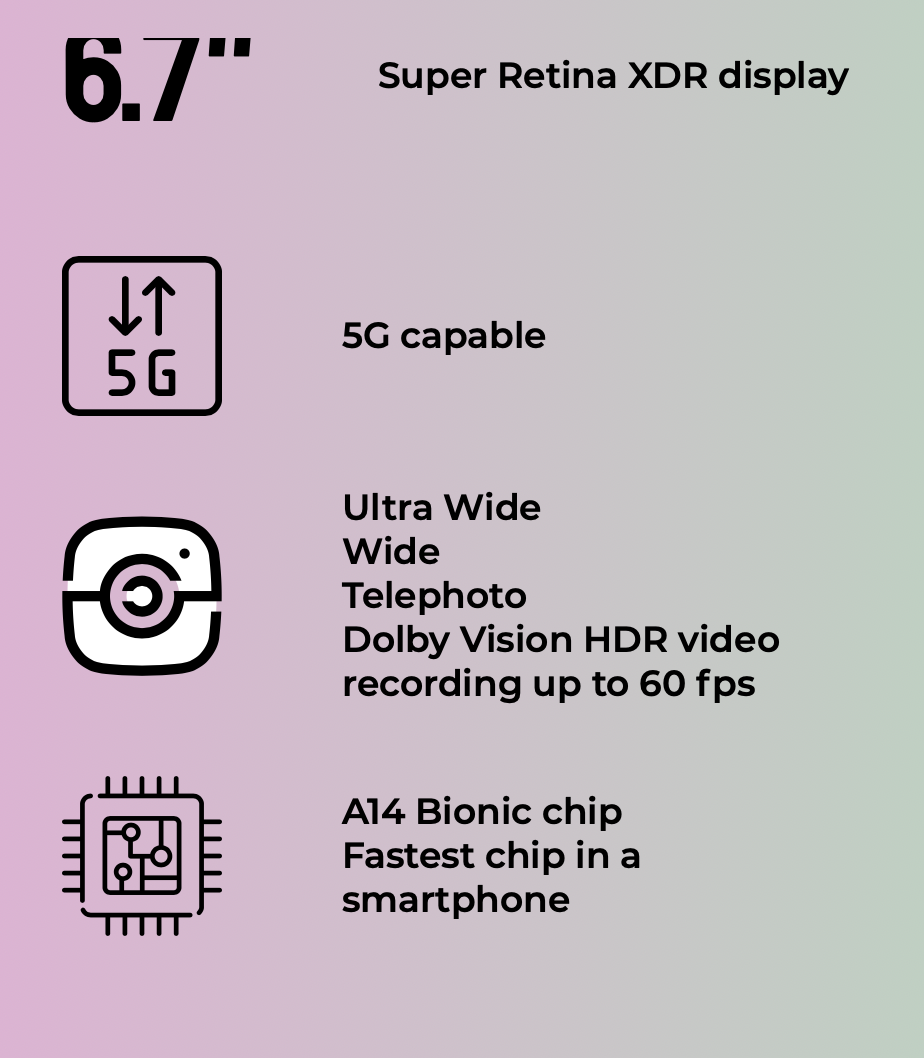 6.7"
Super Retina XDR display
5G
5G capable
Ultra Wide
Wide
Telephoto
Dolby Vision HDR video
recording up to 60 fps
A14 Bionic chip
Fastest chip in a
smartphone